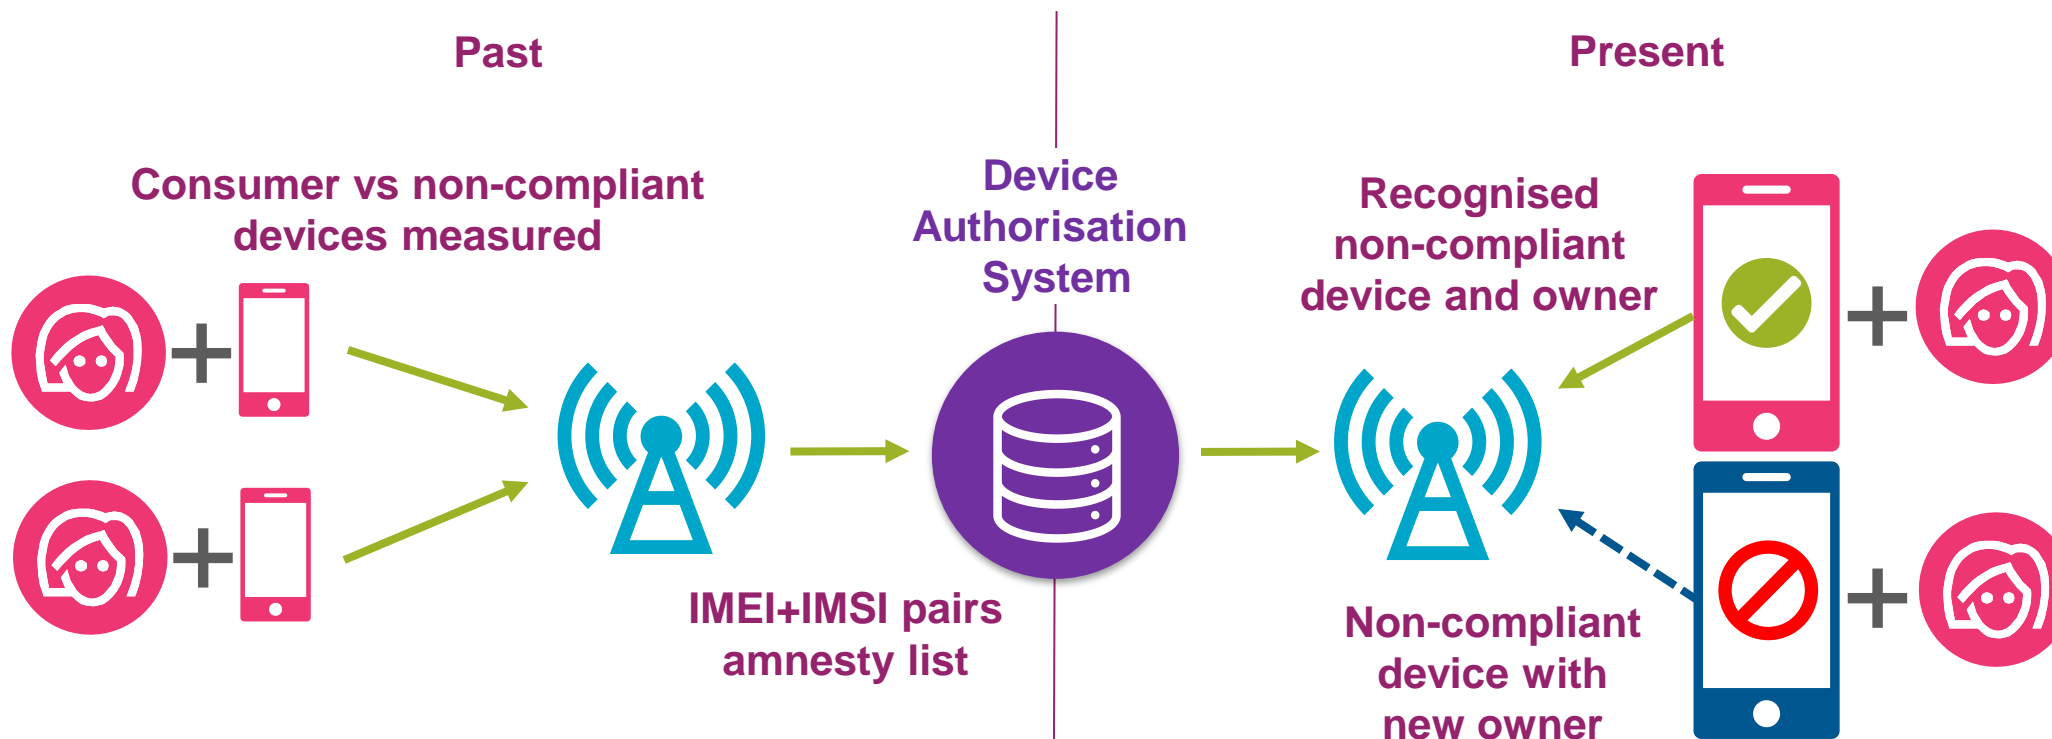 Past
Present
Consumer vs non-compliant
devices measured
Device
Authorisation
System
Recognised
non-compliant
device and owner
IMEI+IMSI pairs
amnesty list
Non-compliant
device with
new owner